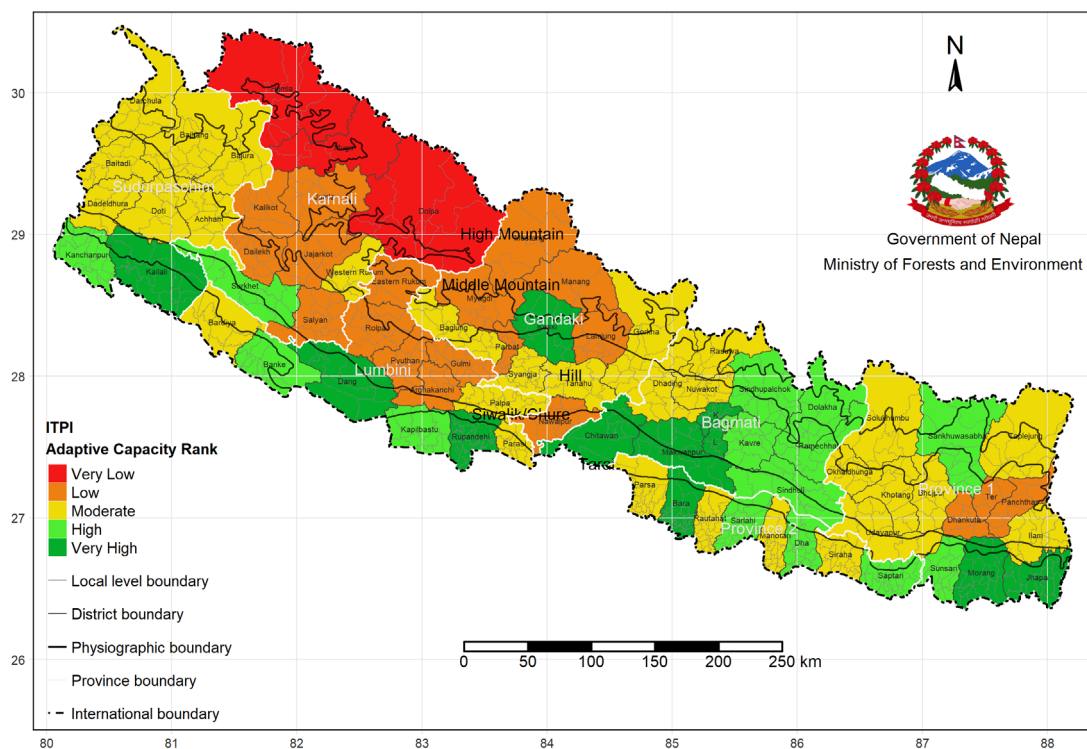 N
Government of Nepal
Ministry of Forests and Environment
30
29
28
27
26
80
81
82
83
84
85
86
87
88
Humla
Darchula
Bajhang
Bajura
Baitadi
Sudurpaschim
Dadeldhura
Doti
Achham
Kalikot
Karnali
Dolpa
High Mountain
Dailekh
Jajarkot
Western Rukum
Eastern Rukum
Middle Mountain
Manang
Myagdi
Kanchanpur
Kailali
Surkhet
Bardiya
Salyan
Rolpa
Baglung
Gandaki
Lamjung
Gorkha
Rasuwa
Parbat
Banke
Dang
Lumbini
Pyuthan
Gulmi
Syangja
Hill
Tanahu
Dhading
Nuwakot
Sindhupalchok
Dolakha
Solukhumbu
Sankhuwasabha
Taplejung
Palpa
Siwalik/Chure
Nawalpur
Kapilbastu
Rupandehi
Parasi
Chitawan
Makwanpur
Bagmati
Kavre
Ramechhap
Okhaldhunga
Khotang
Province 1
Ter
Panchthar
Dhankuta
Parsa
Bara
Rautahat
Sarlahi
Province 2
Sindhuli
Dha
Siraha
Udayapur
Saptari
Sunsari
Morang
Jhapa
Ilam
ITPI
Adaptive Capacity Rank
Very Low
Low
Moderate
High
Very High
Local level boundary
District boundary
Physiographic boundary
Province boundary
International boundary
0 50 100 150 200 250 km